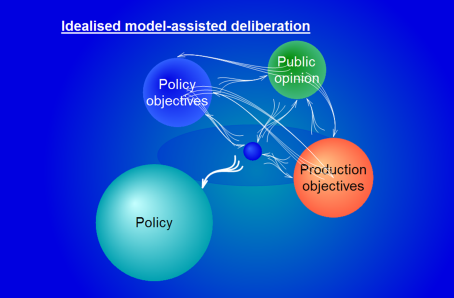 Idealised model-assisted deliberation
Public
opinion
Policy
objectives
Production
objectives
Policy